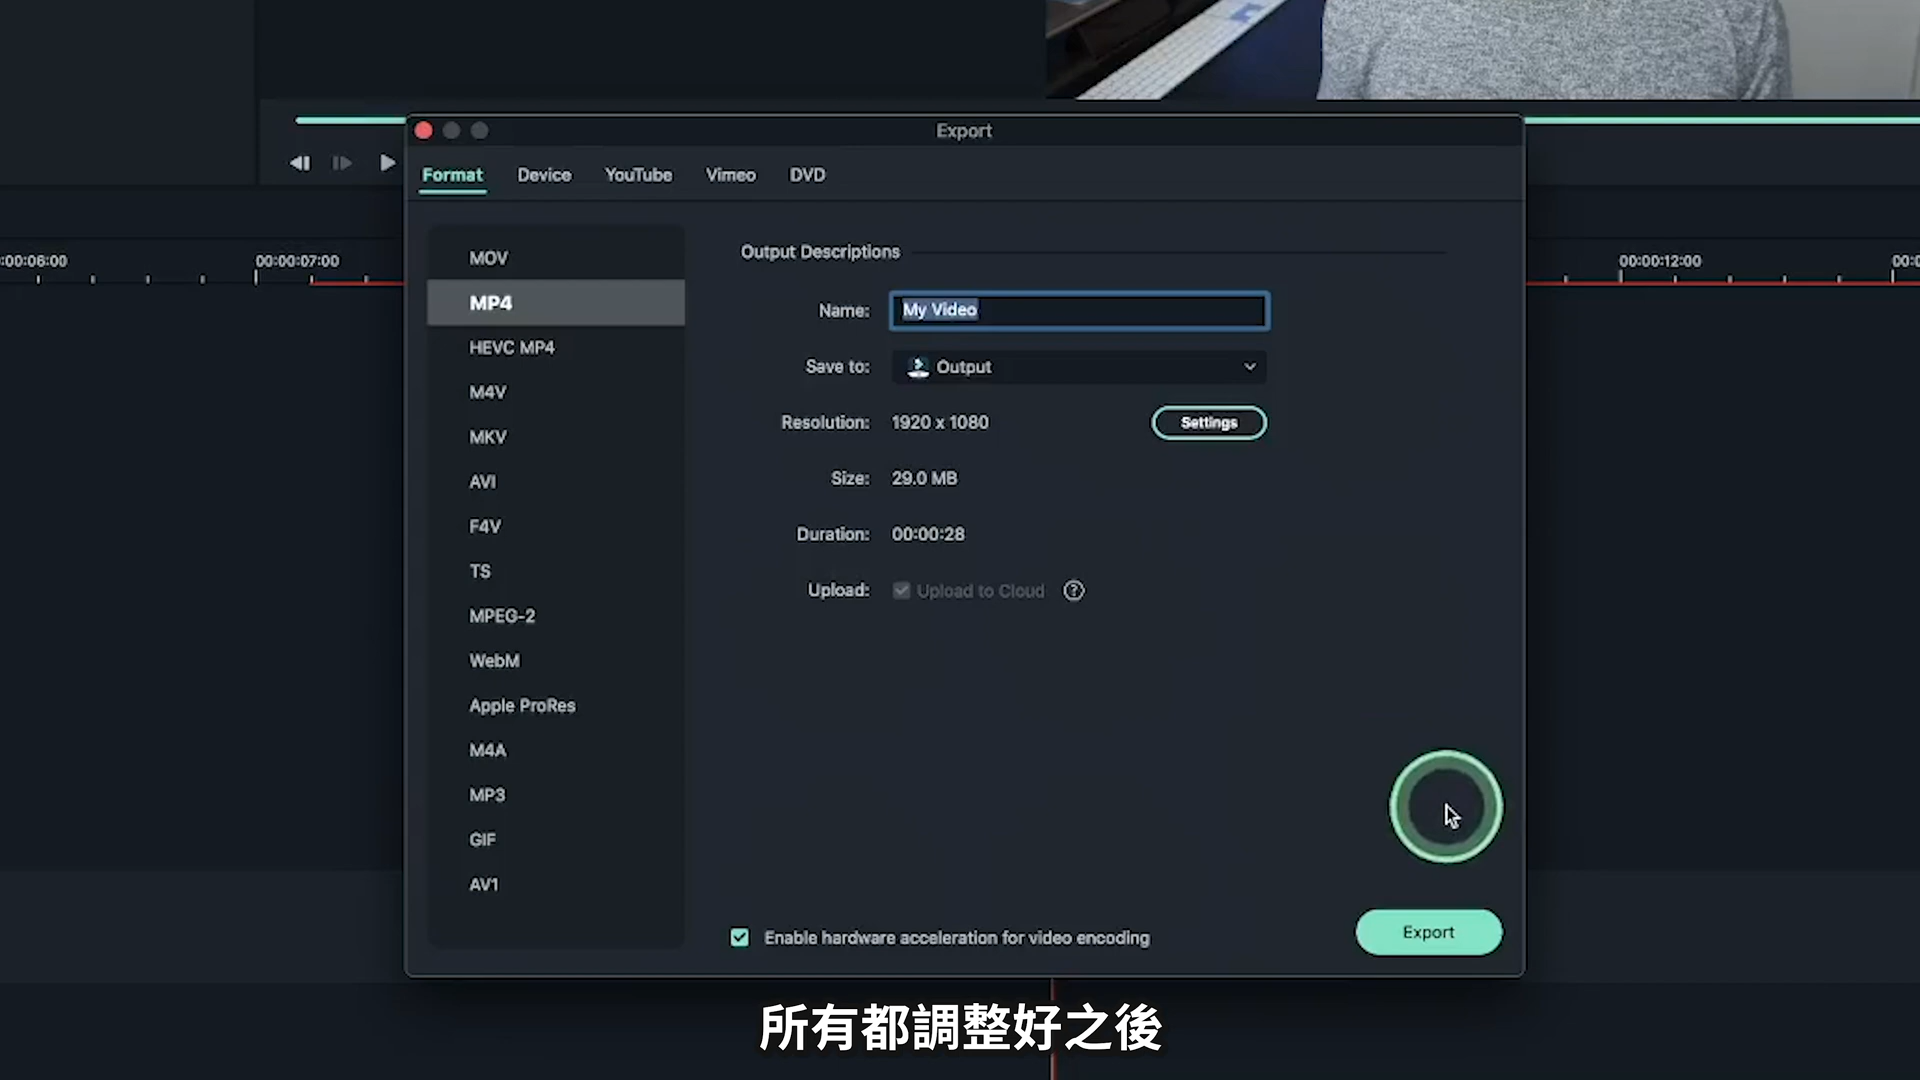 Export
Format Device YouTube Vimeo DVD
:00:06:00 00:00:07:00 00:00:12:00 00:0
MOV
MP4
HEVC MP4
M4V
MKV
AVI
F4V
TS
MPEG-2
WebM
Apple ProRes
M4A
MP3
GIF
AV1
Output Descriptions
Name: My Video
Save to: Output
Resolution: 1920 x 1080 Settings
Size: 29.0 MB
Duration: 00:00:28
Upload: Upload to Cloud ?
Enable hardware acceleration for video encoding
Export
所有都調整好之後